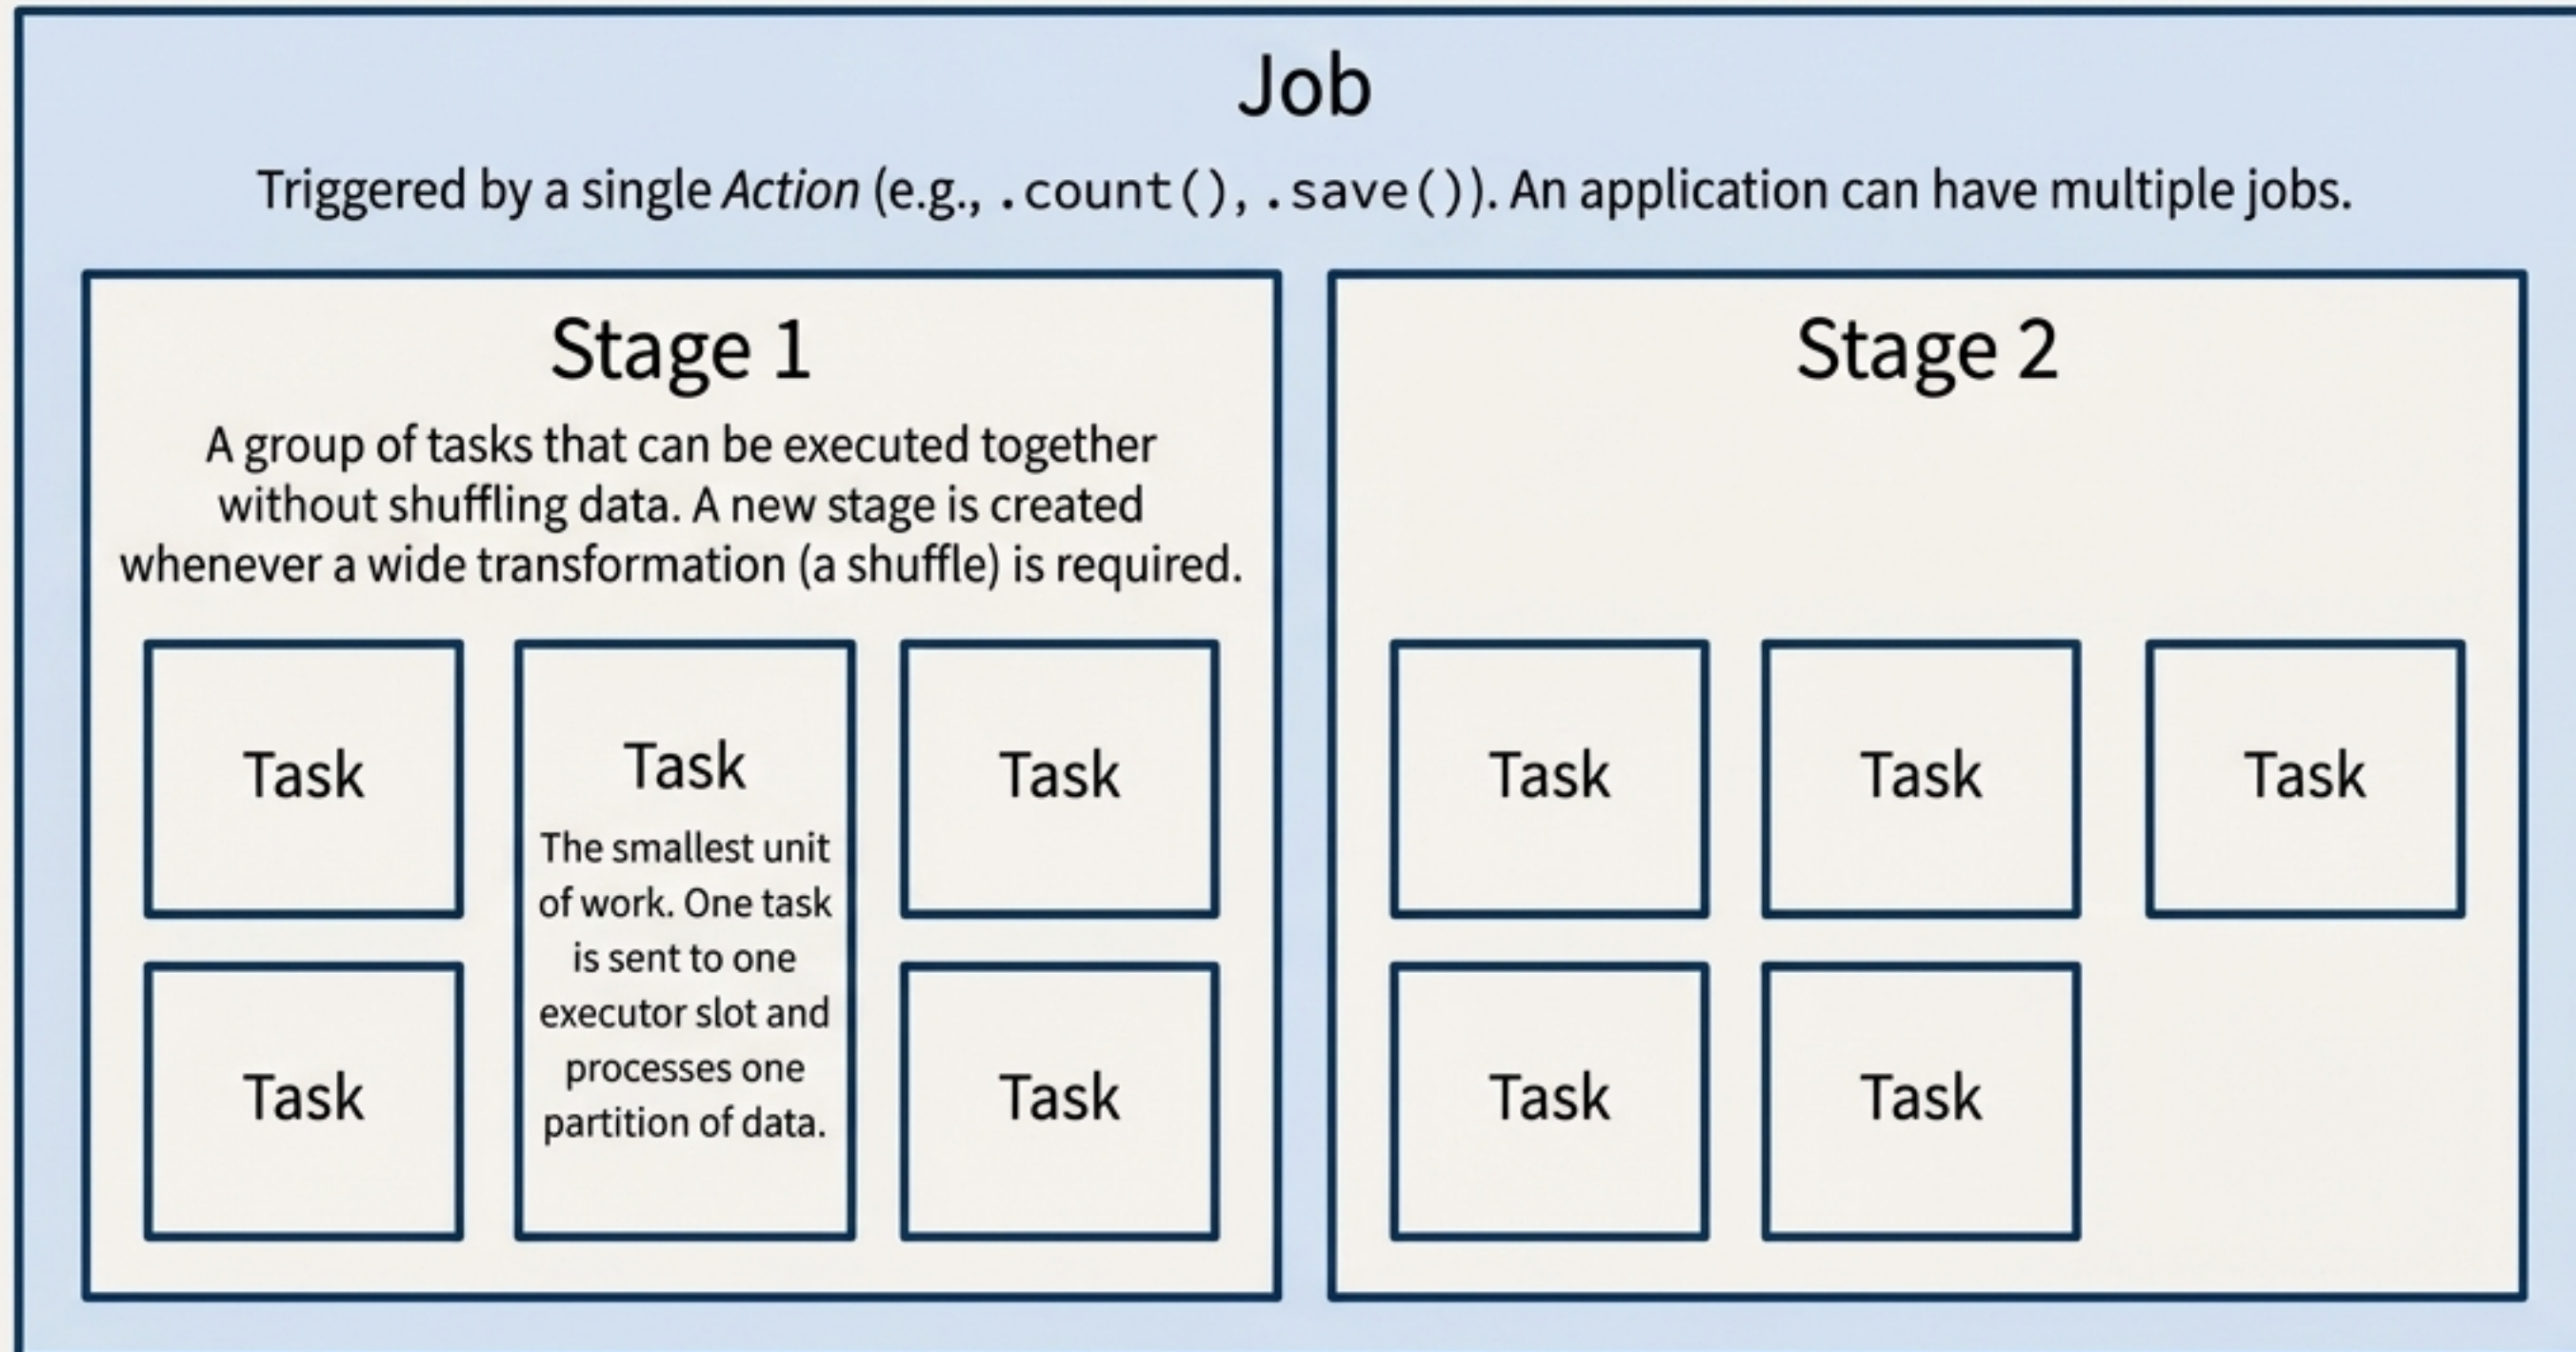 Job
Triggered by a single Action (e.g., .count(), .save()). An application can have multiple jobs.
Stage 1
A group of tasks that can be executed together
without shuffling data. A new stage is created
whenever a wide transformation (a shuffle) is required.
Task
Task
The smallest unit
of work. One task
is sent to one
executor slot and
processes one
partition of data.
Task
Task
Task
Stage 2
Task
Task
Task
Task
Task